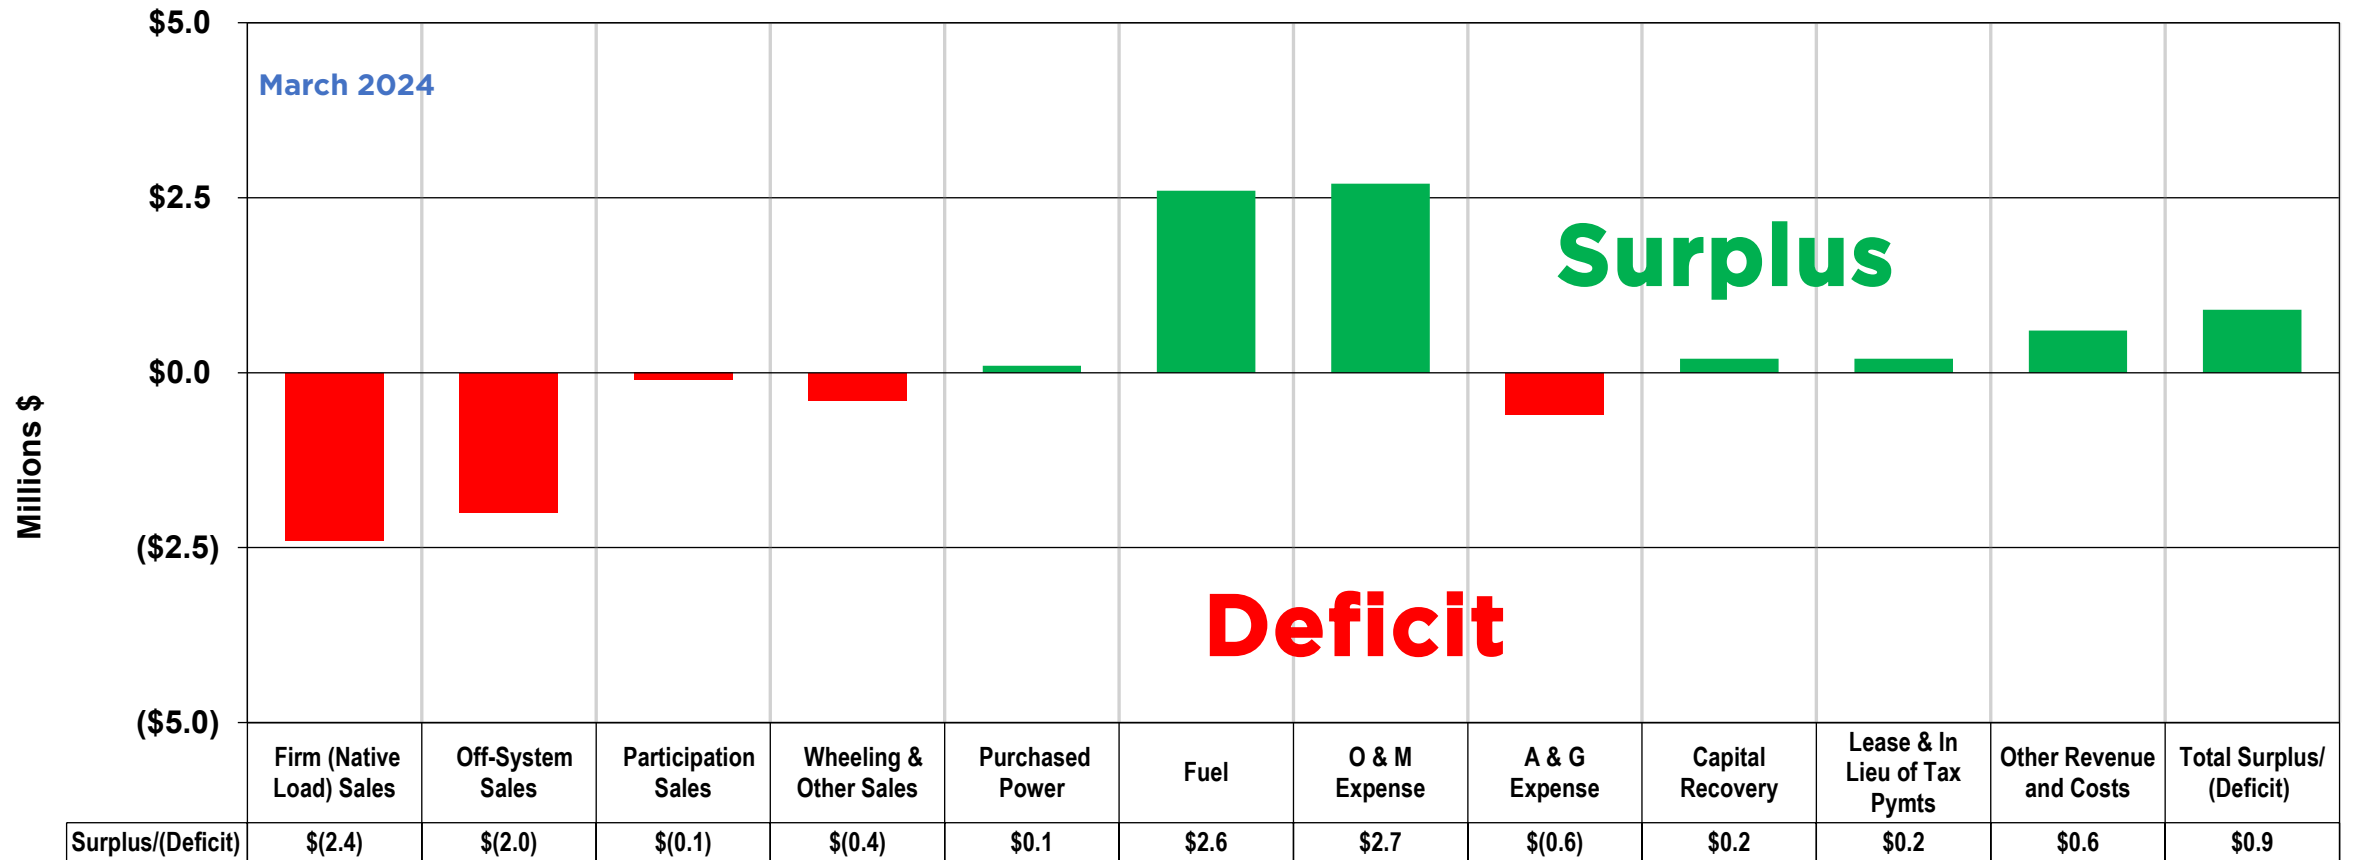 $5.0
March 2024
$2.5
Surplus
$0.0
Millions $
($2.5)
Deficit
($5.0)
Firm (Native
Load) Sales
Off-System
Sales
Participation
Sales
Wheeling &
Other Sales
Purchased
Power
Fuel
O & M
Expense
A & G
Expense
Capital
Recovery
Lease & In
Lieu of Tax
Pymts
Other Revenue
and Costs
Total Surplus/
(Deficit)
Surplus/(Deficit) $(2.4) $(2.0) $(0.1) $(0.4) $0.1 $2.6 $2.7 $(0.6) $0.2 $0.2 $0.6 $0.9